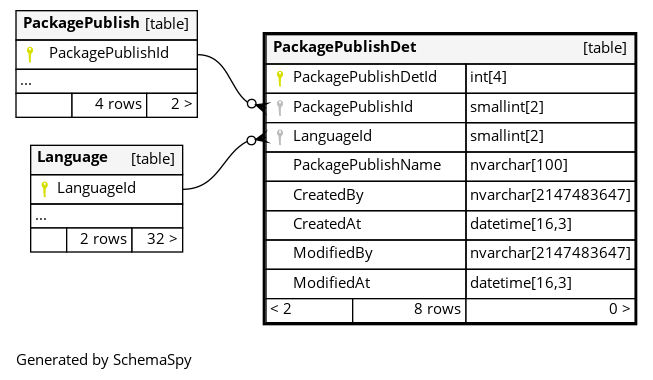 PackagePublish [table]
PackagePublishId
...
4 rows 2 >
Language [table]
LanguageId
...
2 rows 32 >
PackagePublishDet [table]
PackagePublishDetId int[4]
PackagePublishId smallint[2]
LanguageId smallint[2]
PackagePublishName nvarchar[100]
CreatedBy nvarchar[2147483647]
CreatedAt datetime[16,3]
ModifiedBy nvarchar[2147483647]
ModifiedAt datetime[16,3]
< 2 8 rows 0 >
Generated by SchemaSpy